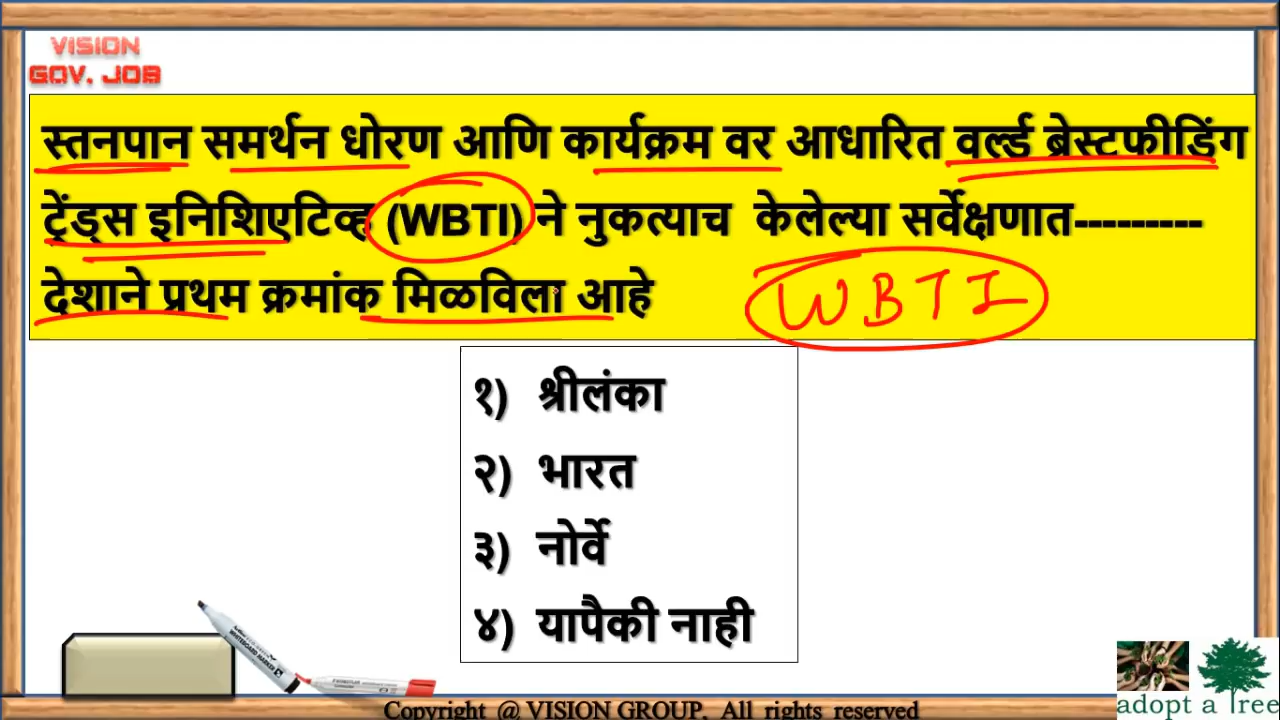 VISION
GOV. JOB
स्तनपान समर्थन धोरण आणि कार्यक्रम वर आधारित वर्ल्ड ब्रेस्टफीडिंग
ट्रेंड्स इनिशिएटिव्ह (WBTI) ने नुकत्याच केलेल्या सर्वेक्षणात---------
देशाने प्रथम क्रमांक मिळविला आहे
WBTI
१) श्रीलंका
२) भारत
३) नोर्वे
४) यापैकी नाही
adopt a Tree
Copyright @ VISION GROUP. All rights reserved